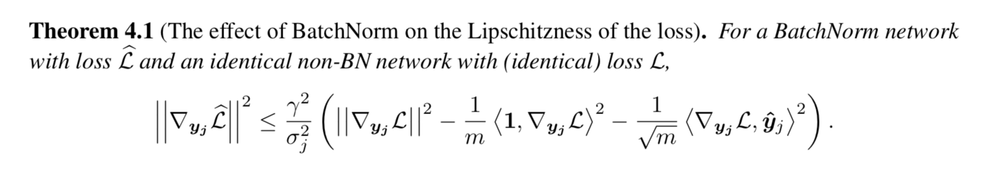 Theorem 4.1 (The effect of BatchNorm on the Lipschitzness of the loss). For a BatchNorm network
with loss $\widehat{\mathcal{L}}$ and an identical non-BN network with (identical) loss $\mathcal{L}$,
$$\left|\left|\nabla_{\boldsymbol{y}_j}\widehat{\mathcal{L}}\right|\right|^2 \leq \frac{\gamma^2}{\sigma_j^2}\left(\left|\left|\nabla_{\boldsymbol{y}_j}\mathcal{L}\right|\right|^2 - \frac{1}{m}\left\langle \mathbf{1}, \nabla_{\boldsymbol{y}_j}\mathcal{L}\right\rangle^2 - \frac{1}{\sqrt{m}}\left\langle \nabla_{\boldsymbol{y}_j}\mathcal{L}, \hat{\boldsymbol{y}}_j\right\rangle^2\right).$$